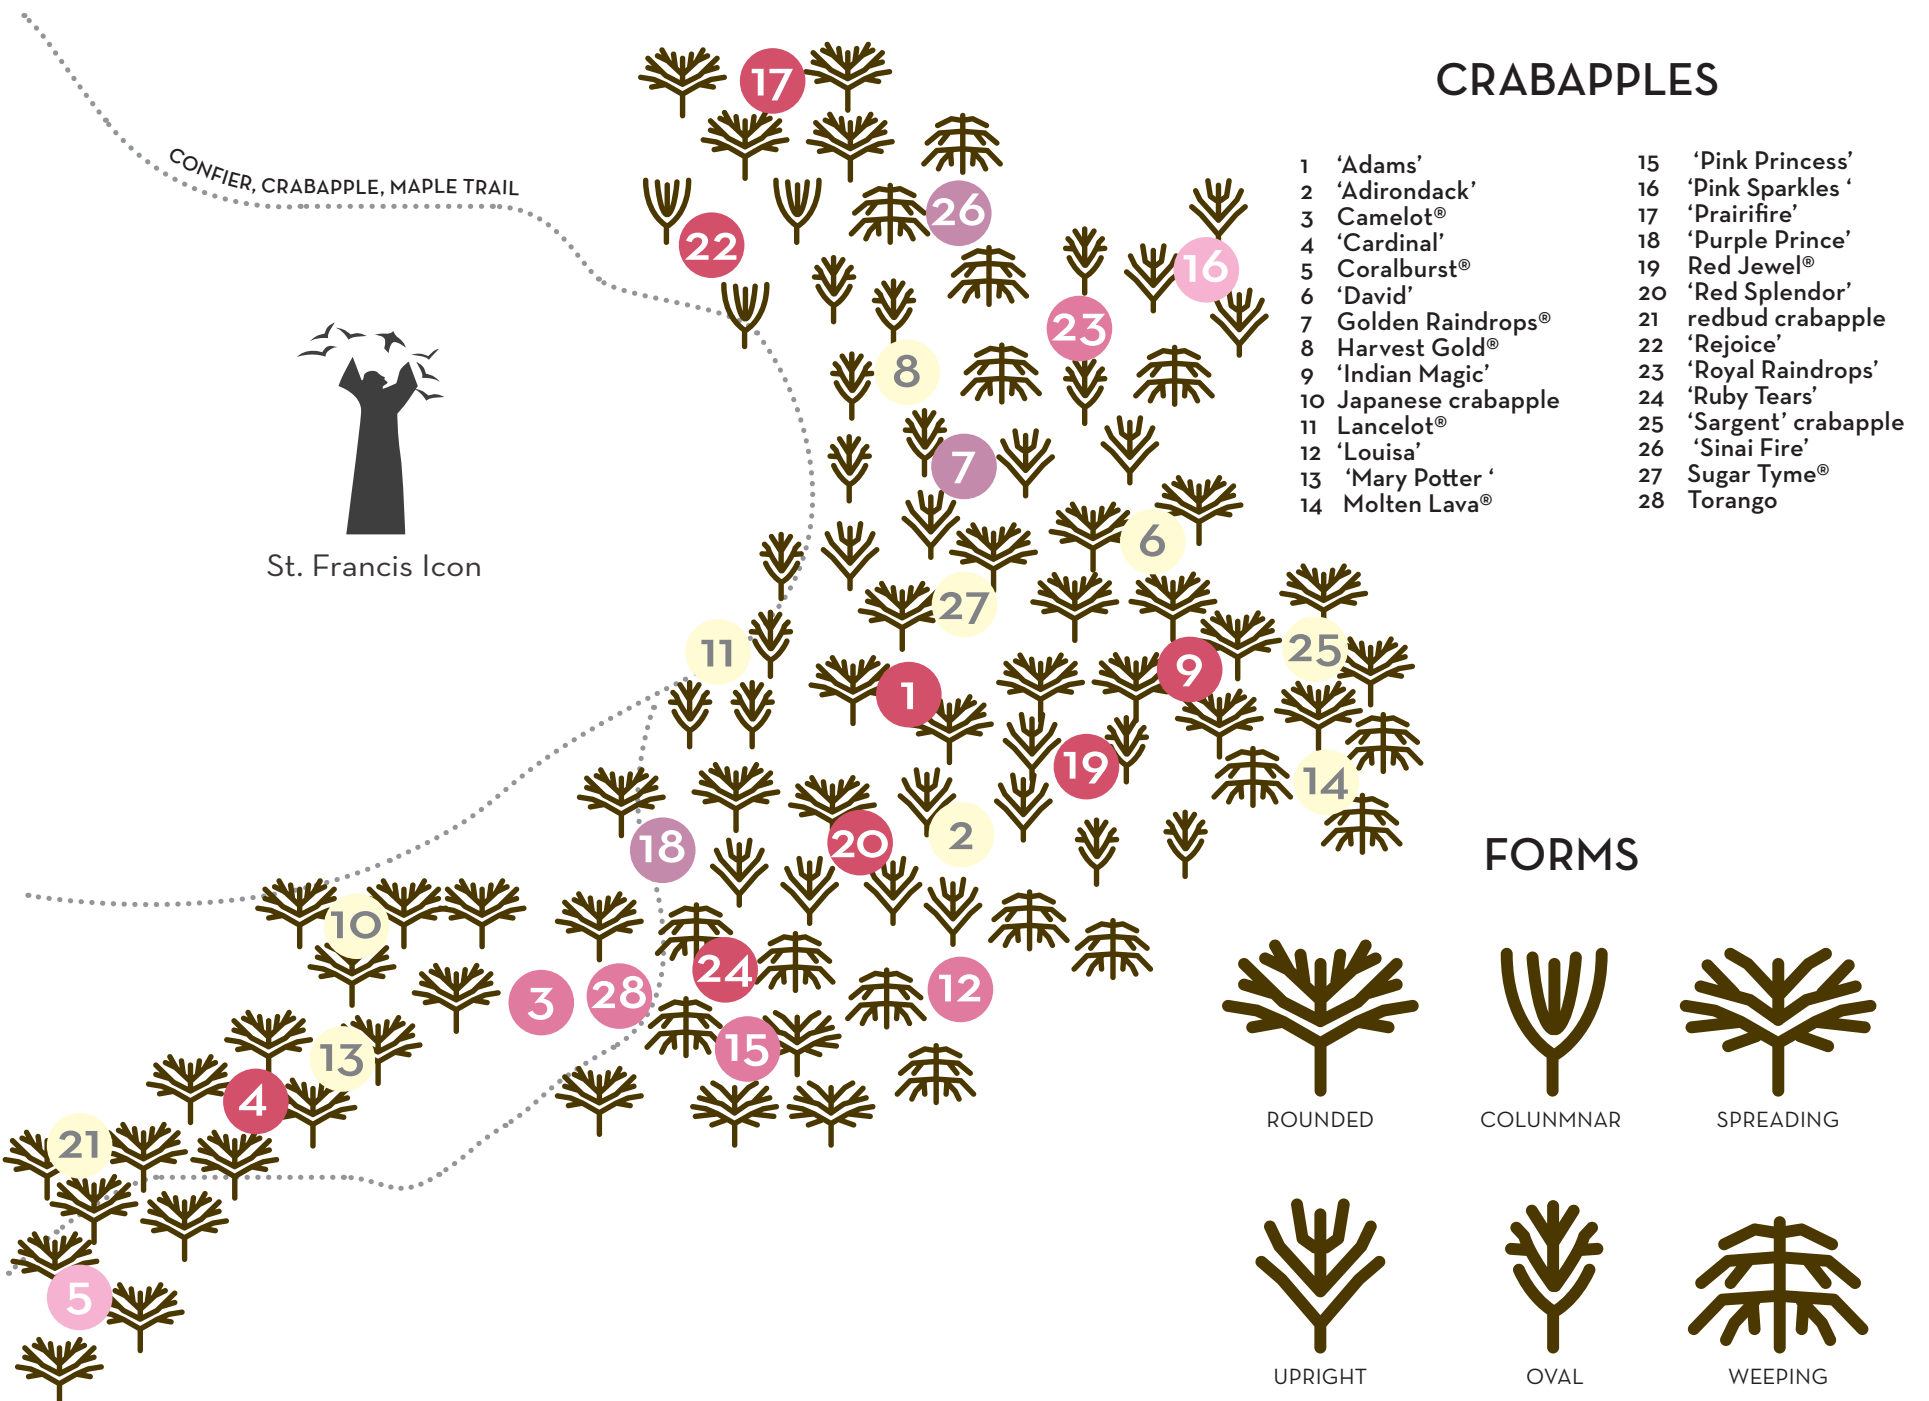 CRABAPPLES
1 ‘Adams’
2 ‘Adirondack’
3 Camelot®
4 ‘Cardinal’
5 Coralburst®
6 ‘David’
7 Golden Raindrops®
8 Harvest Gold®
9 ‘Indian Magic’
10 Japanese crabapple
11 Lancelot®
12 ‘Louisa’
13 ‘Mary Potter ‘
14 Molten Lava®
15 ‘Pink Princess’
16 ‘Pink Sparkles ‘
17 ‘Prairifire’
18 ‘Purple Prince’
19 Red Jewel®
20 ‘Red Splendor’
21 redbud crabapple
22 ‘Rejoice’
23 ‘Royal Raindrops’
24 ‘Ruby Tears’
25 ‘Sargent’ crabapple
26 ‘Sinai Fire’
27 Sugar Tyme®
28 Torango
CONFIER, CRABAPPLE, MAPLE TRAIL
St. Francis Icon
17
26
22
16
23
8
7
6
27
25
11
9
1
19
14
2
20
18
10
24
12
28
3
15
13
4
21
5
FORMS
ROUNDED
COLUNMNAR
SPREADING
UPRIGHT
OVAL
WEEPING